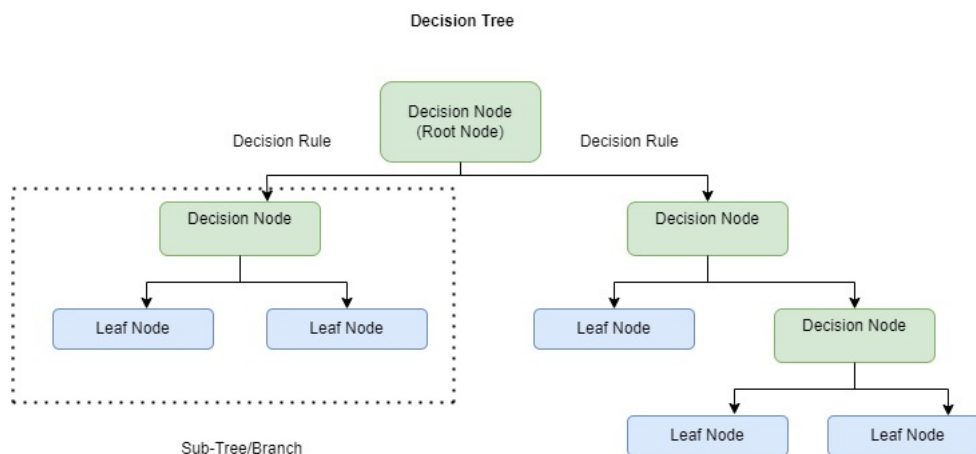 Decision Tree
Decision Node
(Root Node)
Decision Rule
Decision Rule
Decision Node
Decision Node
Leaf Node
Leaf Node
Leaf Node
Decision Node
Leaf Node
Leaf Node
Sub-Tree/Branch